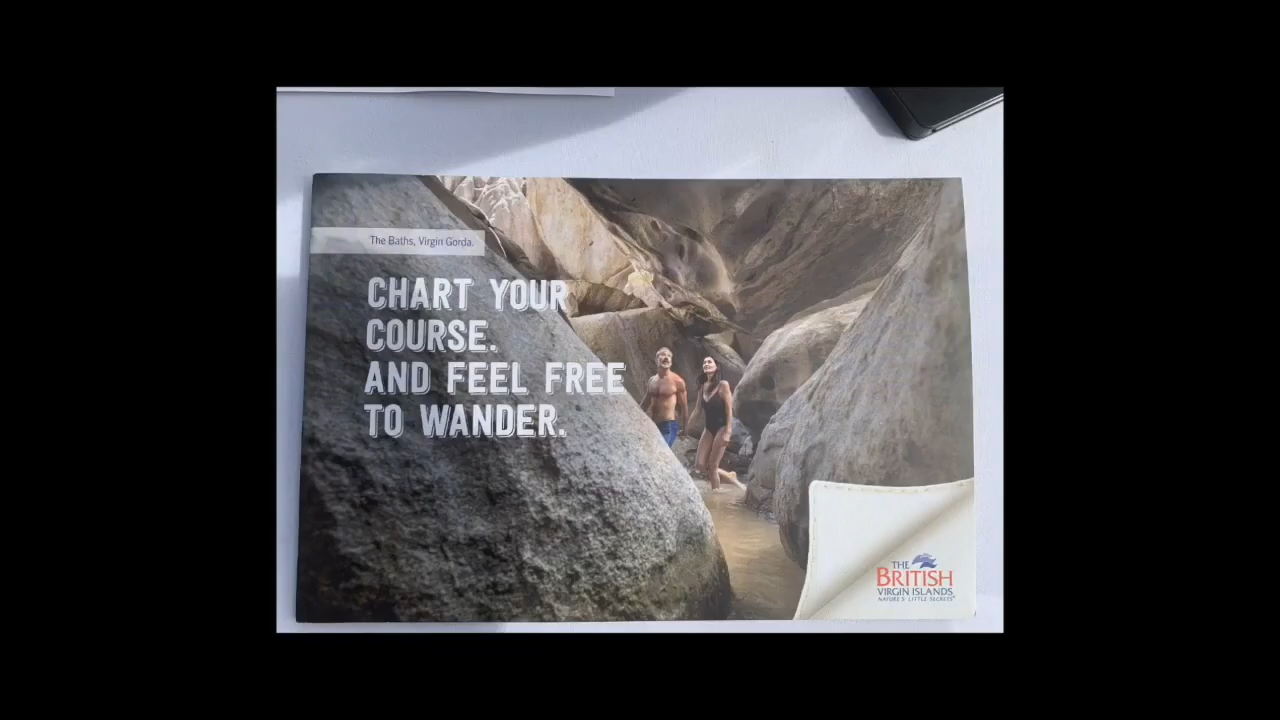 The Baths, Virgin Gorda.
CHART YOUR
COURSE.
AND FEEL FREE
TO WANDER.
THE
BRITISH
VIRGIN ISLANDS
NATURE'S LITTLE SECRETS®